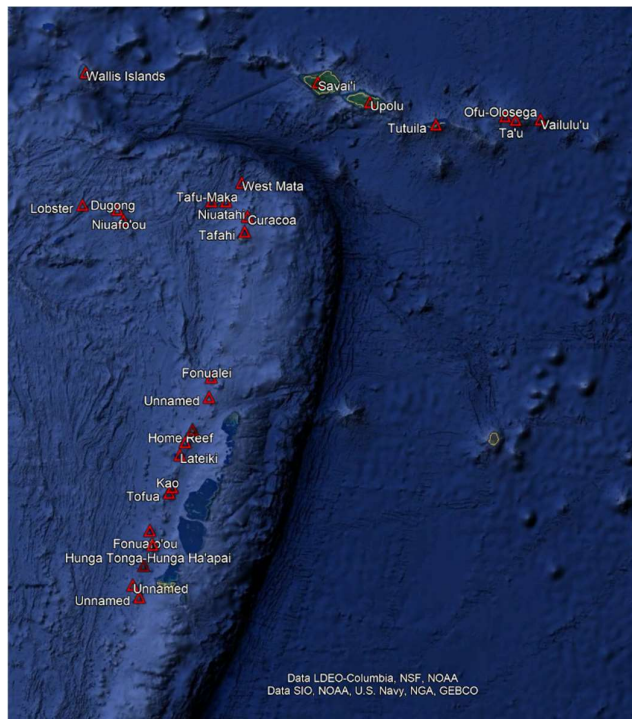 Wallis Islands
Savai'i
Upolu
Ofu-Olosega
Tutuila
Ta'u
Vailulu'u
West Mata
Tafu-Maka
Lobster
Dugong
Niuatahi
Niuafo'ou
Curacoa
Tafahi
Fonualei
Unnamed
Home Reef
Lateiki
Kao
Tofua
Fonuafo'ou
Hunga Tonga-Hunga Ha'apai
Unnamed
Unnamed
Data LDEO-Columbia, NSF, NOAA
Data SIO, NOAA, U.S. Navy, NGA, GEBCO